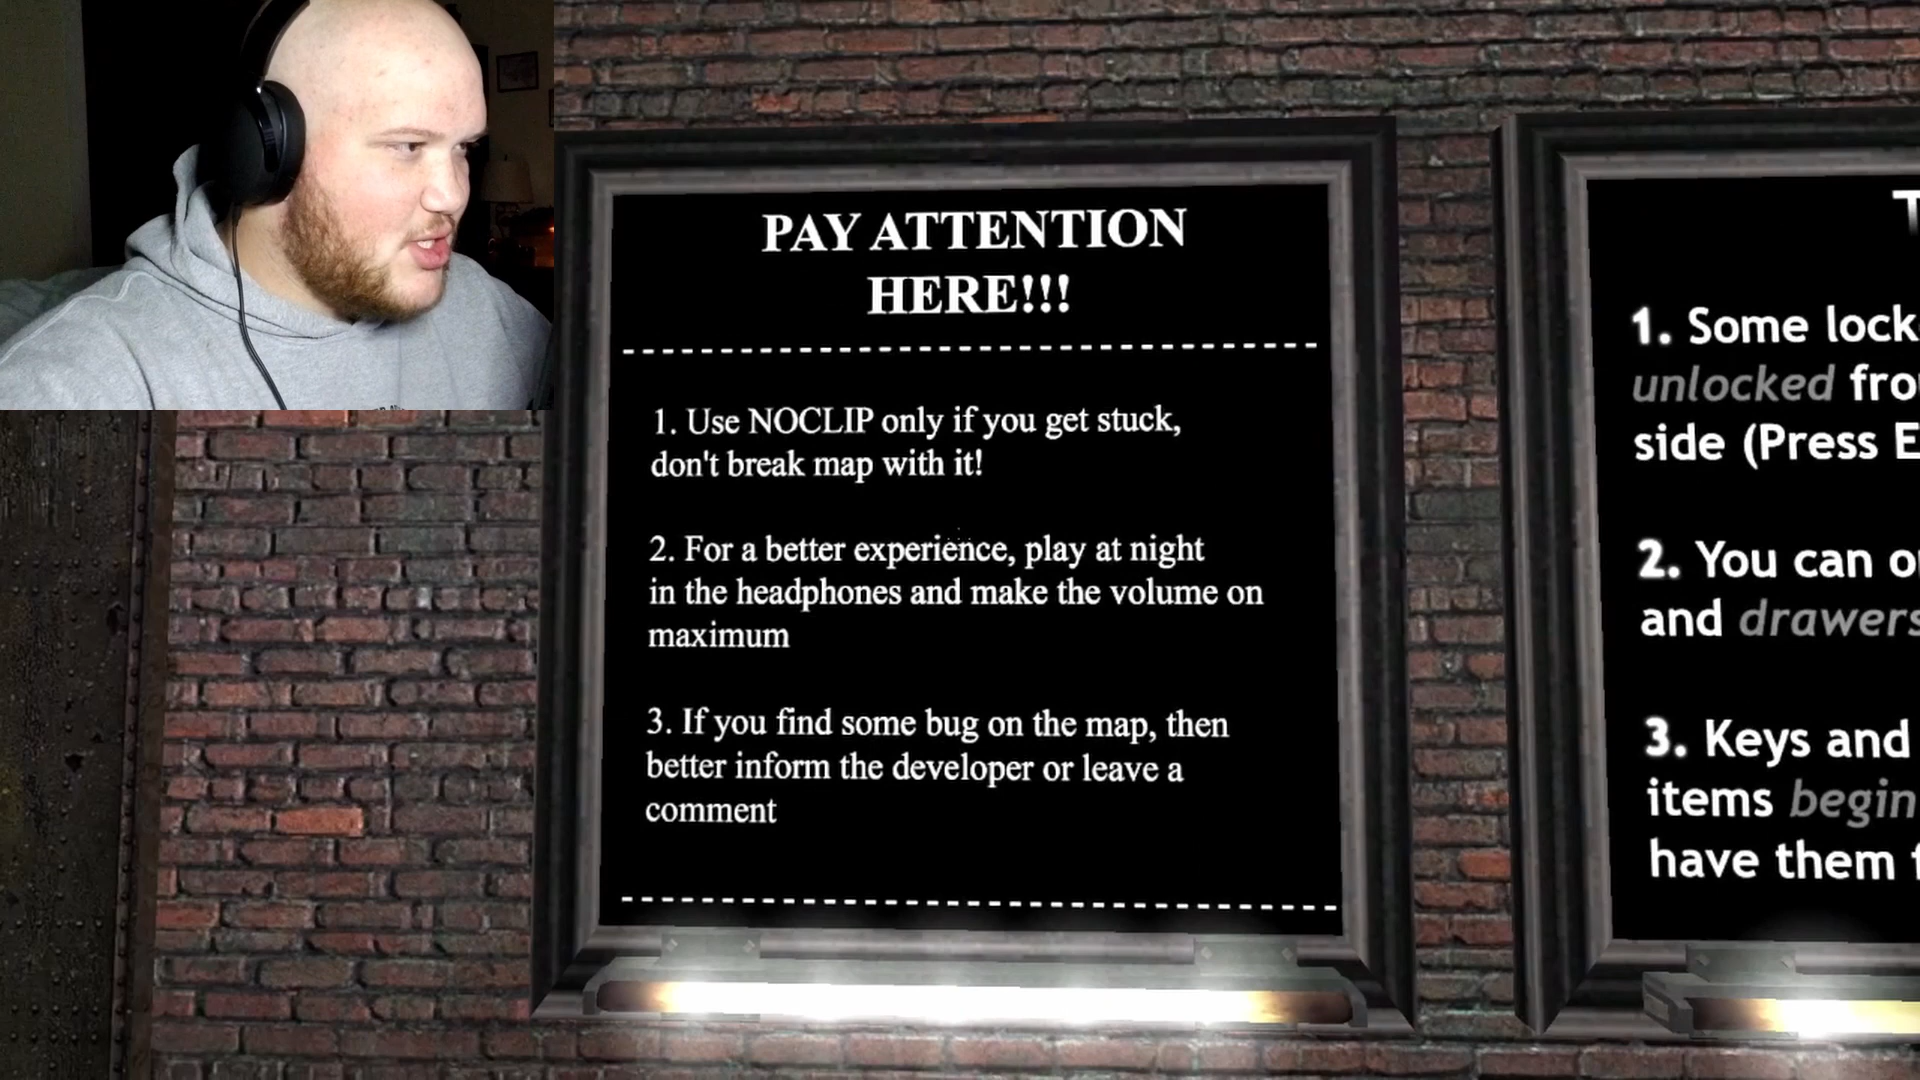 PAY ATTENTION
HERE!!!
1. Use NOCLIP only if you get stuck,
don't break map with it!
2. For a better experience, play at night
in the headphones and make the volume on
maximum
3. If you find some bug on the map, then
better inform the developer or leave a
comment
1. Some lock
unlocked
side (Press E
2. You can
and drawers
3. Keys and
items begin
have them